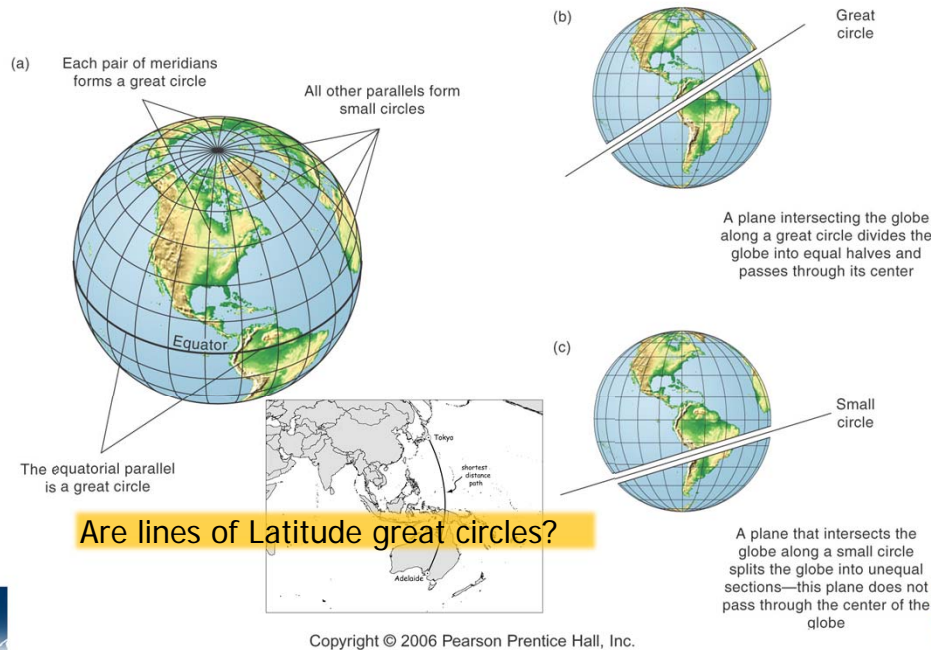 (a)
Each pair of meridians
forms a great circle
All other parallels form
small circles
Equator
The equatorial parallel
is a great circle
(b)
Great
circle
A plane intersecting the globe
along a great circle divides the
globe into equal halves and
passes through its center
(c)
Small
circle
A plane that intersects the
globe along a small circle
splits the globe into unequal
sections—this plane does not
pass through the center of the
globe
Tokyo
shortest
distance
path
Adelaide
Are lines of Latitude great circles?
Copyright © 2006 Pearson Prentice Hall, Inc.